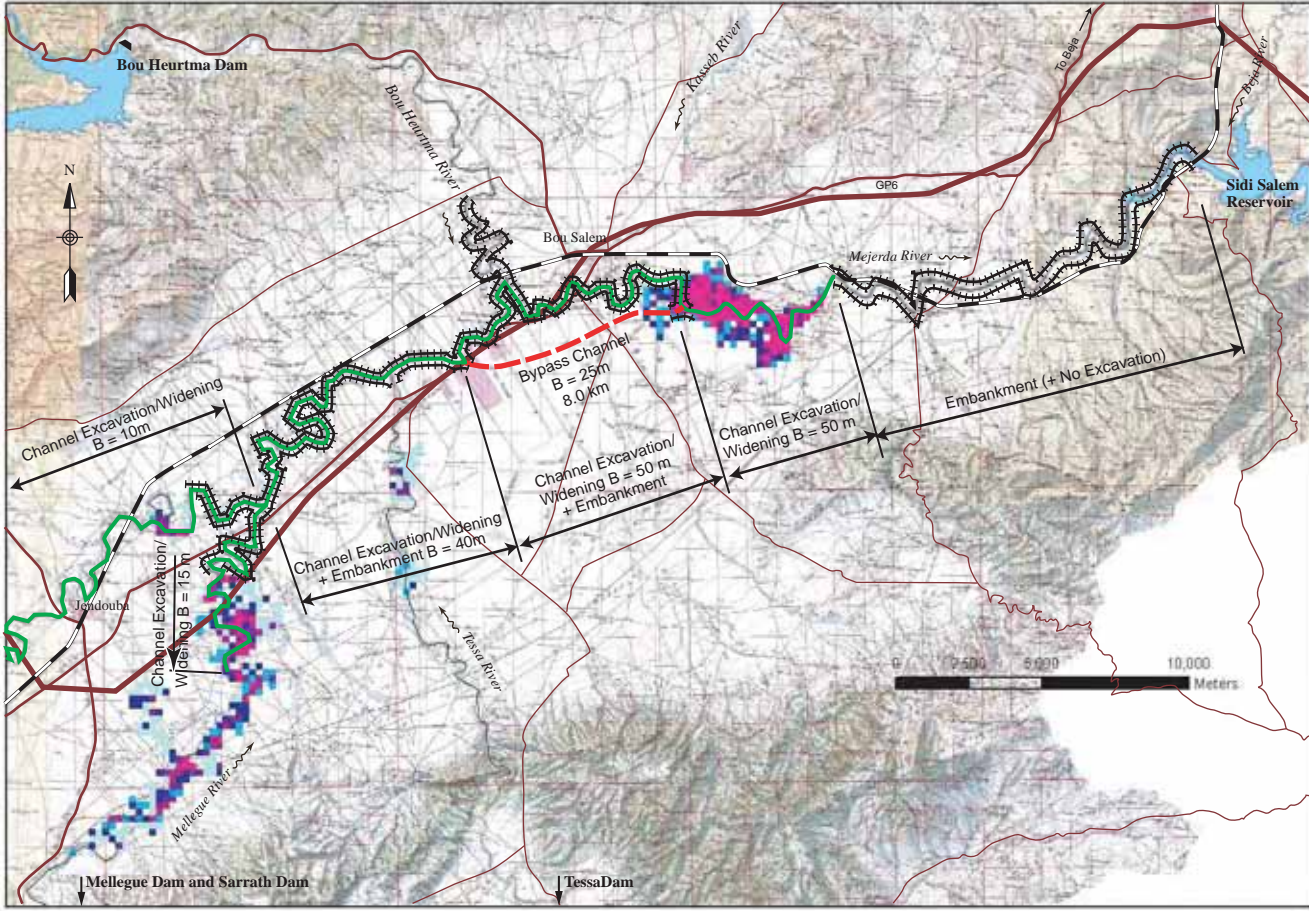 Bou Heurtma Dam
Kasseb River
To Beja
Beja River
Bou Heurtma River
N
GP6
Sidi Salem
Reservoir
Bou Salem
Mejerda River
Bypass Channel
B = 25m
8.0 km
Embankment (+ No Excavation)
Channel Excavation/Widening
B = 10m
Channel Excavation/
Widening B = 50 m
Channel Excavation/
Widening B = 50 m
+ Embankment
Channel Excavation/Widening
+ Embankment B = 40m
Jendouba
Channel Excavation/
Widening B = 15 m
Tessa River
0 2,500 5,000 10,000
Meters
Mellegue River
Mellegue Dam and Sarrath Dam
TessaDam